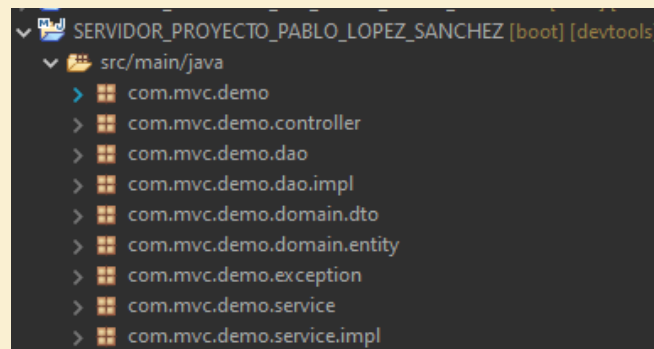 SERVIDOR_PROYECTO_PABLO_LOPEZ_SANCHEZ [boot] [devtools]
src/main/java
com.mvc.demo
com.mvc.demo.controller
com.mvc.demo.dao
com.mvc.demo.dao.impl
com.mvc.demo.domain.dto
com.mvc.demo.domain.entity
com.mvc.demo.exception
com.mvc.demo.service
com.mvc.demo.service.impl